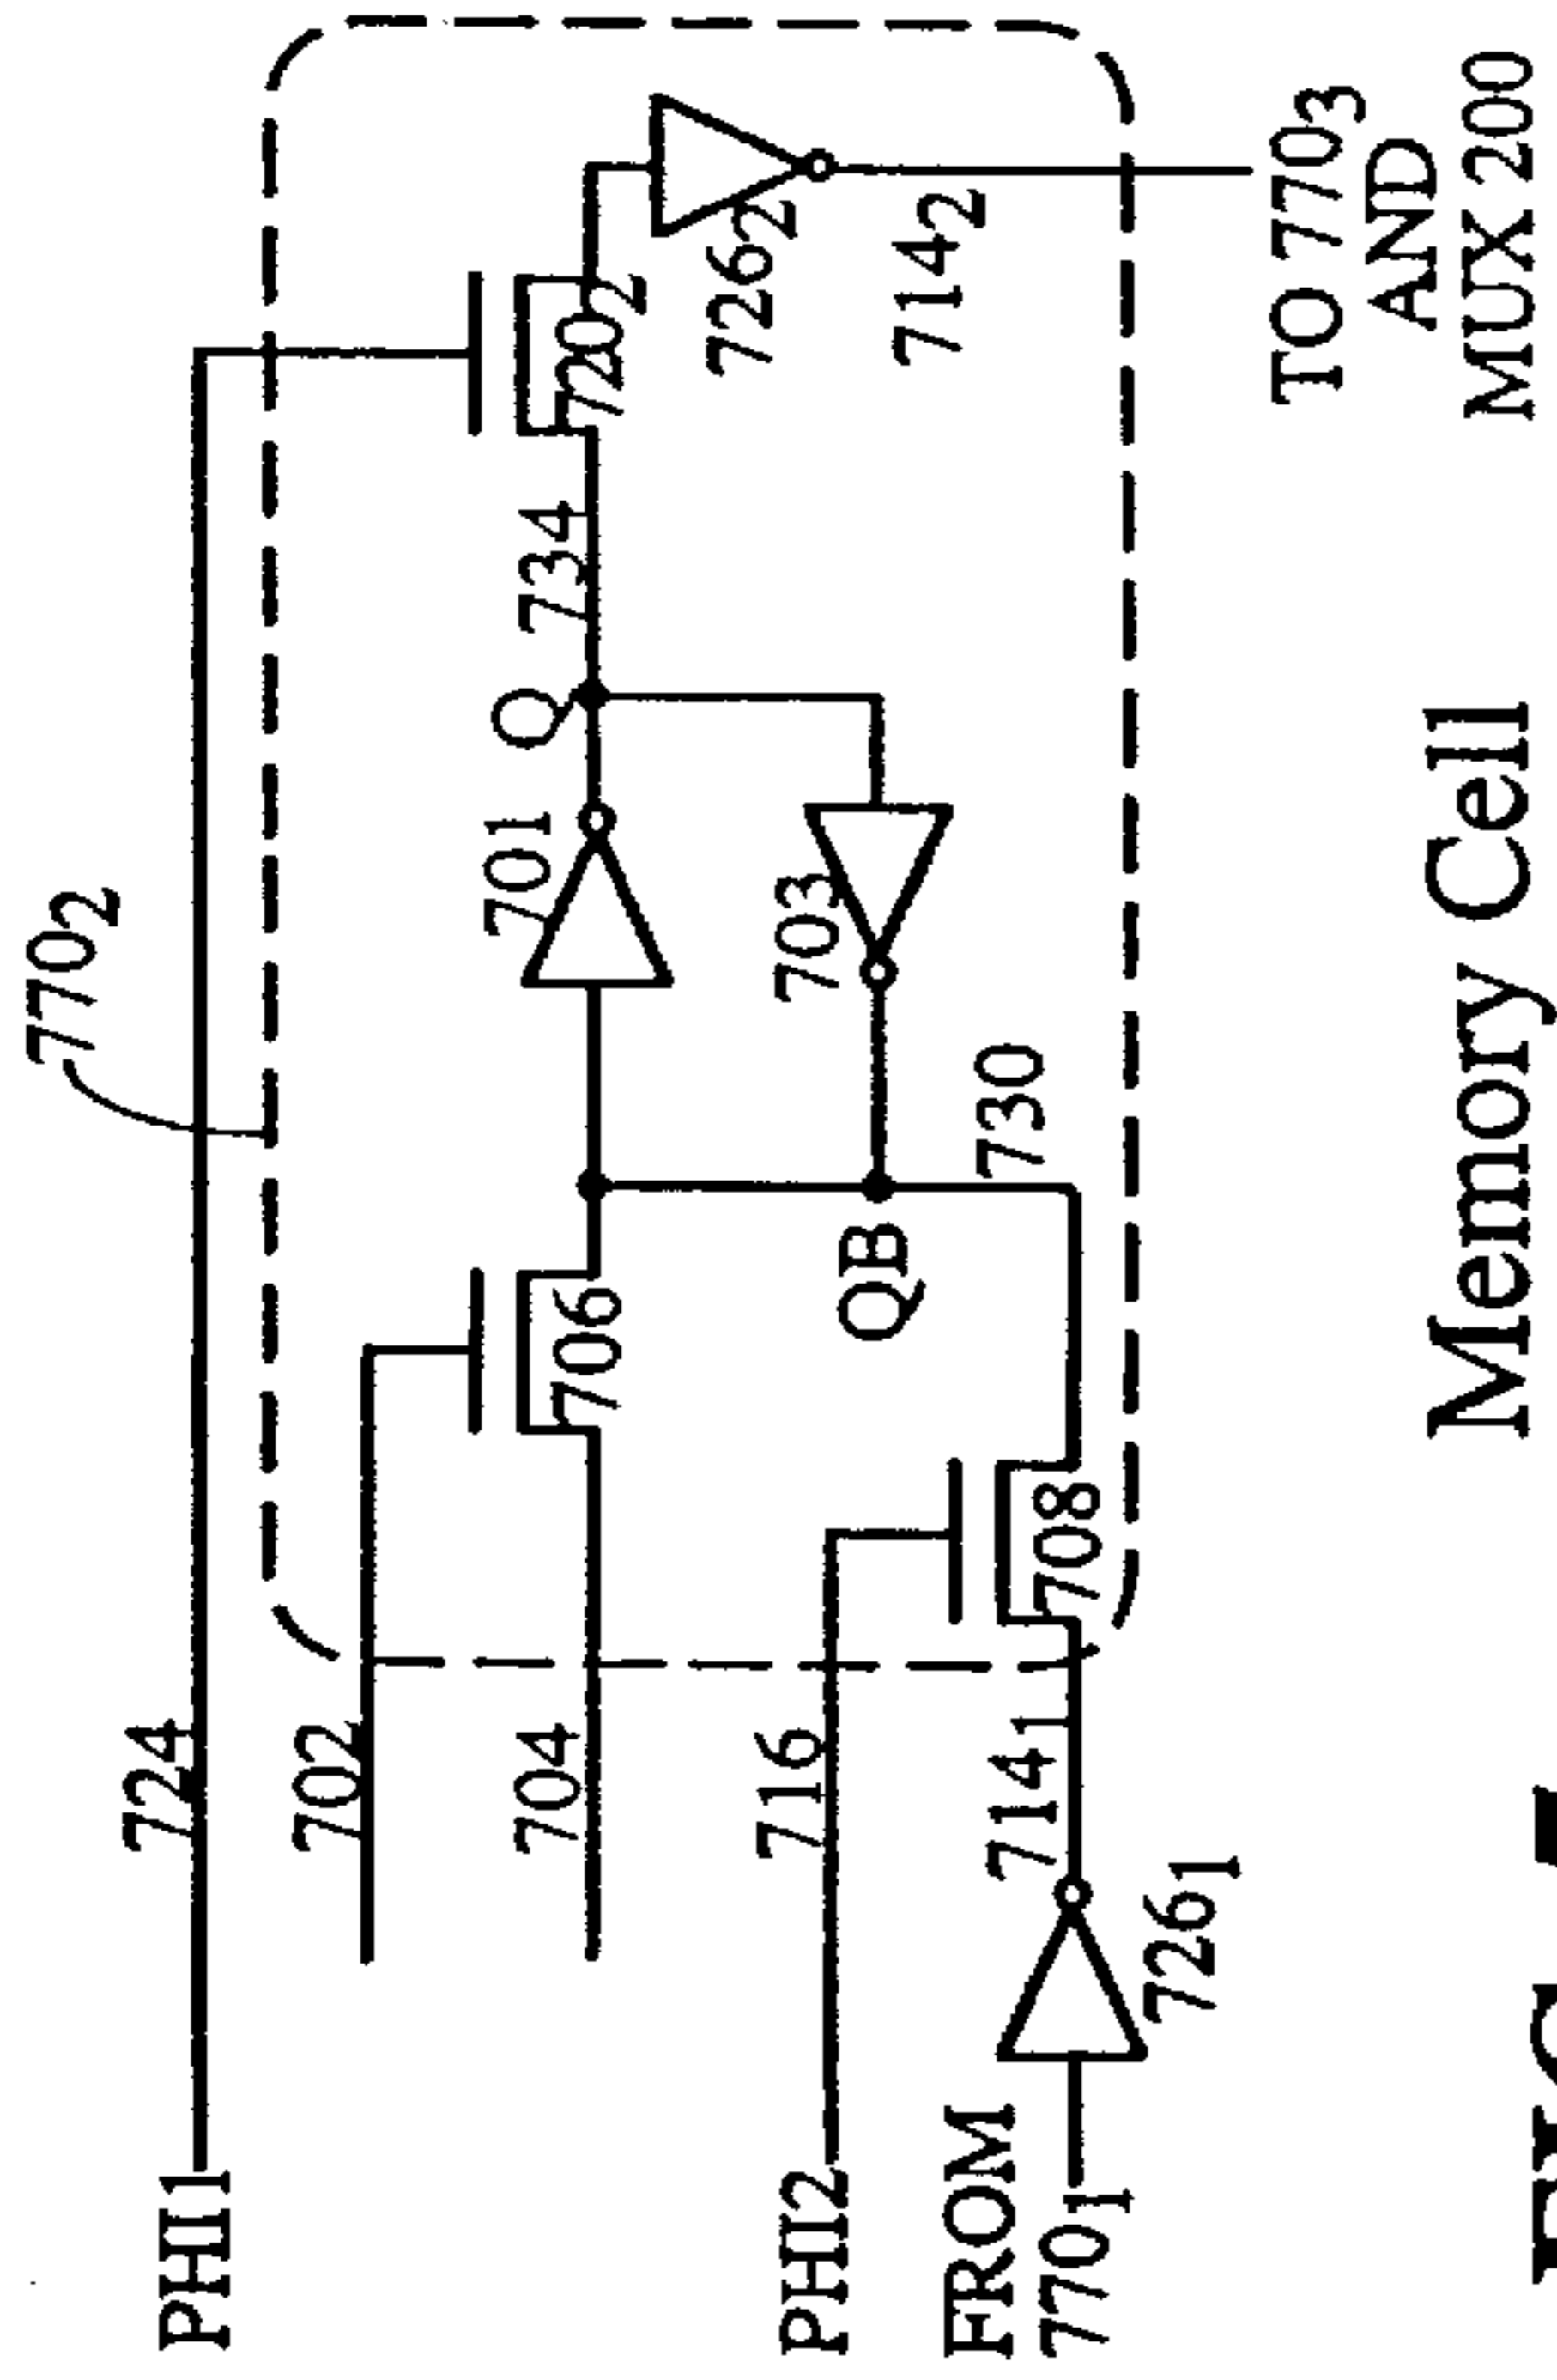 770₂
PHI1
724
702
704
706
701
Q
734
720₂
726₂
714₂
703
730
QB
PHI2
716
708
714₁
726₁
FROM
770₁
TO 770₃
AND
MUX 200
Memory Cell